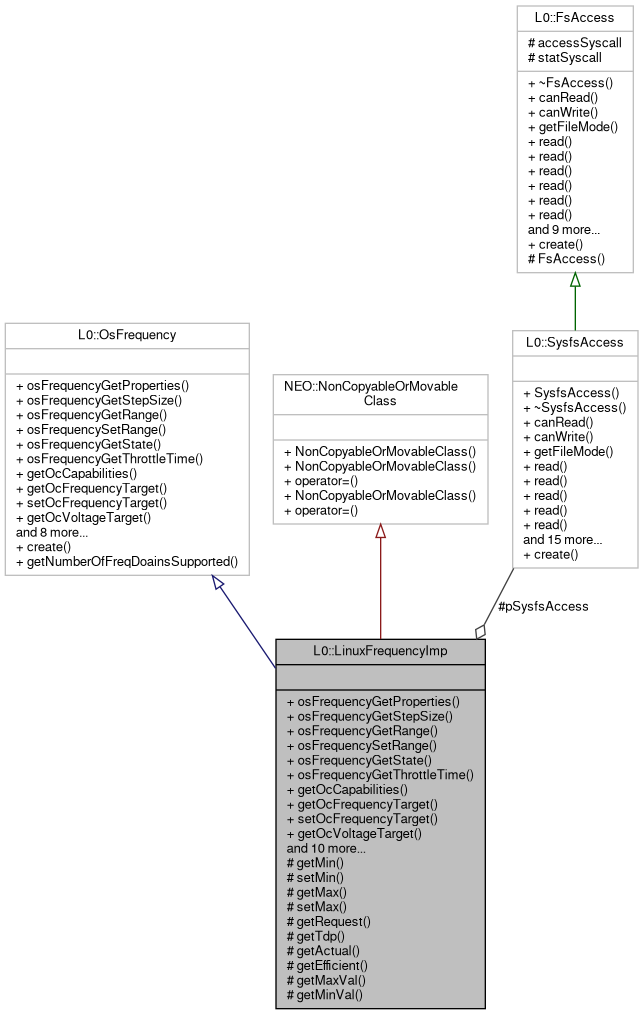 L0::FsAccess
# accessSyscall
# statSyscall
+ ~FsAccess()
+ canRead()
+ canWrite()
+ getFileMode()
+ read()
+ read()
+ read()
+ read()
+ read()
+ read()
and 9 more...
+ create()
# FsAccess()
L0::OsFrequency
+ osFrequencyGetProperties()
+ osFrequencyGetStepSize()
+ osFrequencyGetRange()
+ osFrequencySetRange()
+ osFrequencyGetState()
+ osFrequencyGetThrottleTime()
+ getOcCapabilities()
+ getOcFrequencyTarget()
+ setOcFrequencyTarget()
+ getOcVoltageTarget()
and 8 more...
+ create()
+ getNumberOfFreqDoainsSupported()
NEO::NonCopyableOrMovable
Class
+ NonCopyableOrMovableClass()
+ NonCopyableOrMovableClass()
+ operator=()
+ NonCopyableOrMovableClass()
+ operator=()
L0::SysfsAccess
+ SysfsAccess()
+ ~SysfsAccess()
+ canRead()
+ canWrite()
+ getFileMode()
+ read()
+ read()
+ read()
+ read()
+ read()
and 15 more...
+ create()
#pSysfsAccess
L0::LinuxFrequencyImp
+ osFrequencyGetProperties()
+ osFrequencyGetStepSize()
+ osFrequencyGetRange()
+ osFrequencySetRange()
+ osFrequencyGetState()
+ osFrequencyGetThrottleTime()
+ getOcCapabilities()
+ getOcFrequencyTarget()
+ setOcFrequencyTarget()
+ getOcVoltageTarget()
and 10 more...
# getMin()
# setMin()
# getMax()
# setMax()
# getRequest()
# getTdp()
# getActual()
# getEfficient()
# getMaxVal()
# getMinVal()